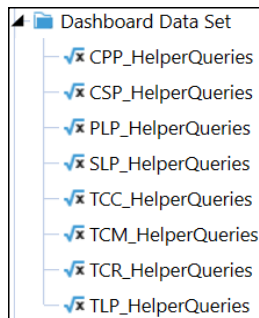 Dashboard Data Set
CPP_HelperQueries
CSP_HelperQueries
PLP_HelperQueries
SLP_HelperQueries
TCC_HelperQueries
TCM_HelperQueries
TCR_HelperQueries
TLP_HelperQueries